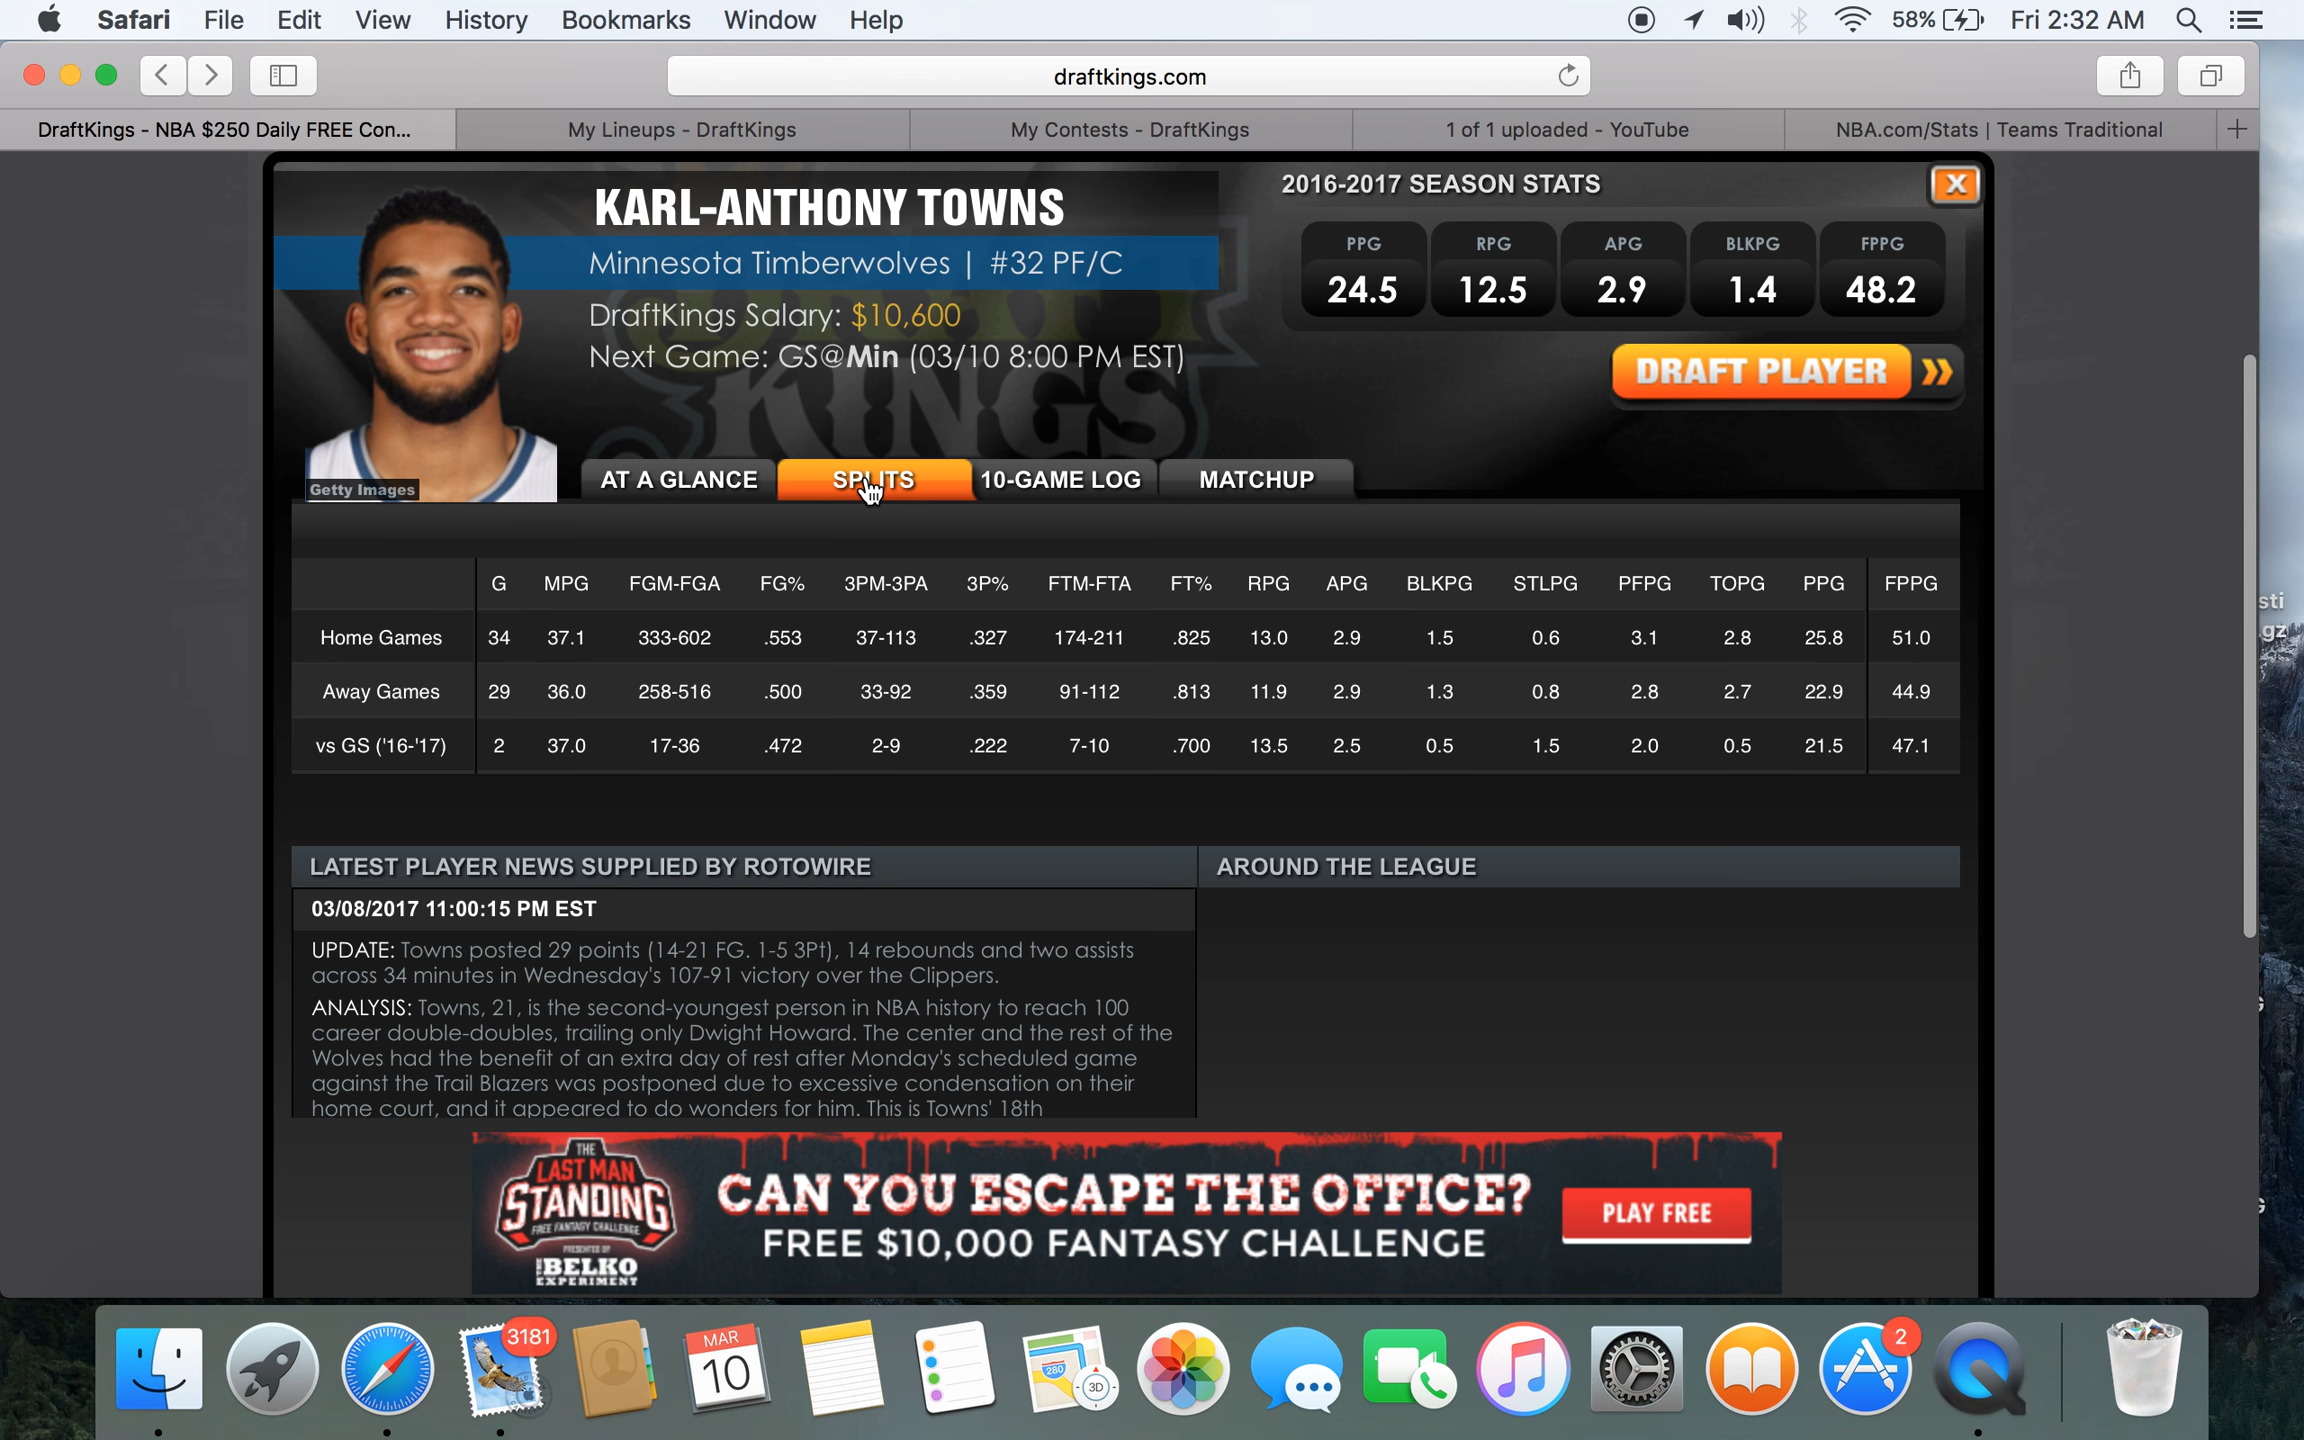 Safari File Edit View History Bookmarks Window Help 58% Fri 2:32 AM
draftkings.com
DraftKings - NBA $250 Daily FREE Con... My Lineups - DraftKings My Contests - DraftKings 1 of 1 uploaded - YouTube NBA.com/Stats | Teams Traditional
KARL-ANTHONY TOWNS
Minnesota Timberwolves | #32 PF/C
DraftKings Salary: $10,600
Next Game: GS@Min (03/10 8:00 PM EST)
KINGS
Getty Images
2016-2017 SEASON STATS
X
PPG RPG APG BLKPG FPPG
24.5 12.5 2.9 1.4 48.2
DRAFT PLAYER
AT A GLANCE SPLITS 10-GAME LOG MATCHUP
G MPG FGM-FGA FG% 3PM-3PA 3P% FTM-FTA FT% RPG APG BLKPG STLPG PFPG TOPG PPG FPPG
Home Games 34 37.1 333-602 .553 37-113 .327 174-211 .825 13.0 2.9 1.5 0.6 3.1 2.8 25.8 51.0
Away Games 29 36.0 258-516 .500 33-92 .359 91-112 .813 11.9 2.9 1.3 0.8 2.8 2.7 22.9 44.9
vs GS ('16-'17) 2 37.0 17-36 .472 2-9 .222 7-10 .700 13.5 2.5 0.5 1.5 2.0 0.5 21.5 47.1
LATEST PLAYER NEWS SUPPLIED BY ROTOWIRE
03/08/2017 11:00:15 PM EST
UPDATE: Towns posted 29 points (14-21 FG. 1-5 3Pt), 14 rebounds and two assists
across 34 minutes in Wednesday's 107-91 victory over the Clippers.
ANALYSIS: Towns, 21, is the second-youngest person in NBA history to reach 100
career double-doubles, trailing only Dwight Howard. The center and the rest of the
Wolves had the benefit of an extra day of rest after Monday's scheduled game
against the Trail Blazers was postponed due to excessive condensation on their
home court, and it appeared to do wonders for him. This is Towns' 18th
AROUND THE LEAGUE
sti
.gz
THE
LAST MAN
STANDING
FREE FANTASY CHALLENGE
PRESENTED BY
THE BELKO
EXPERIMENT
CAN YOU ESCAPE THE OFFICE?
FREE $10,000 FANTASY CHALLENGE
PLAY FREE
3181
MAR
10
280
3D
2